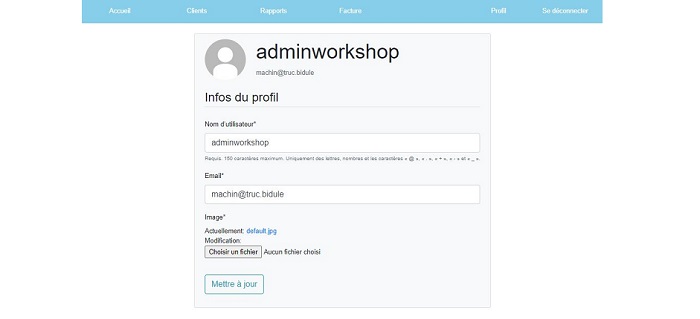 Accueil Clients Rapports Facture Profil Se déconnecter
adminworkshop
machin@truc.bidule
Infos du profil
Nom d'utilisateur*
adminworkshop
Requis. 150 caractères maximum. Uniquement des lettres, nombres et les caractères « @ », « . », « + », « - » et « _ ».
Email*
machin@truc.bidule
Image*
Actuellement: default.jpg
Modification:
Choisir un fichier Aucun fichier choisi
Mettre à jour